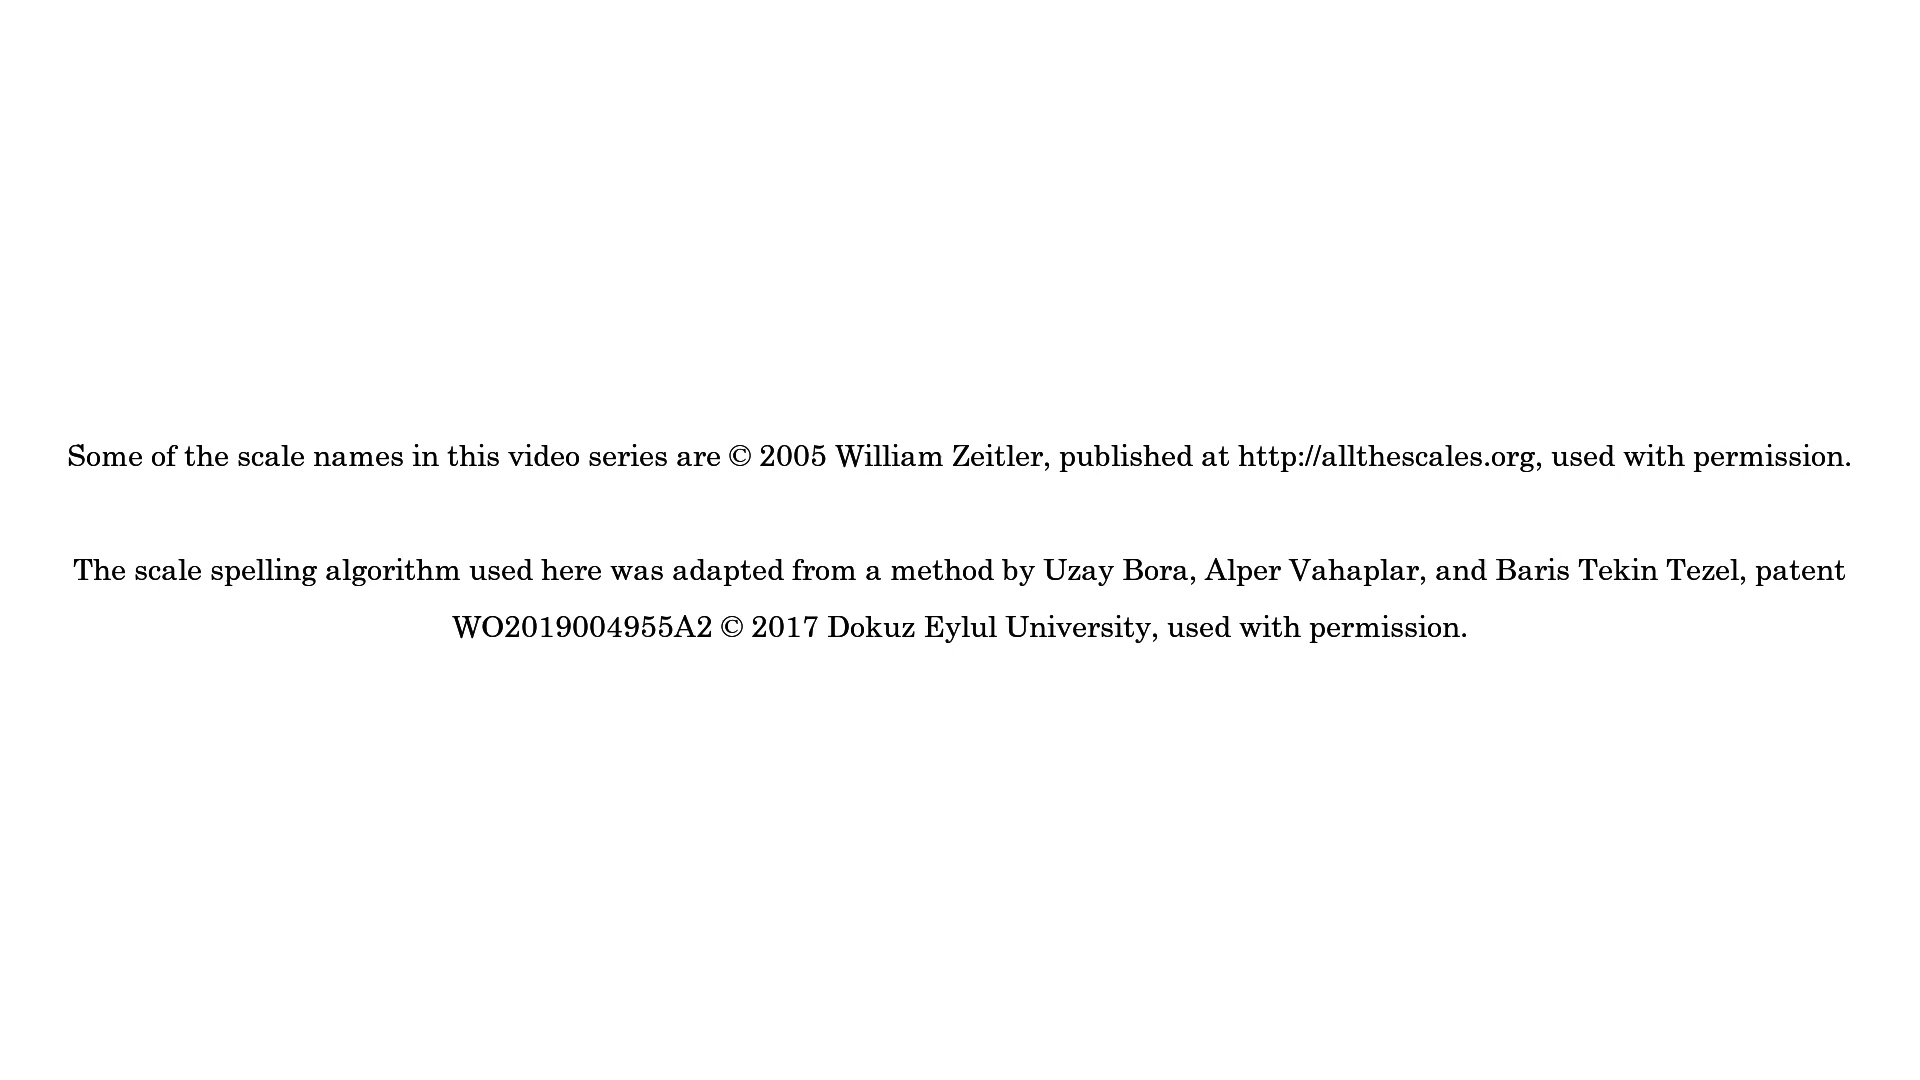 Some of the scale names in this video series are © 2005 William Zeitler, published at http://allthescales.org, used with permission.
The scale spelling algorithm used here was adapted from a method by Uzay Bora, Alper Vahaplar, and Baris Tekin Tezel, patent
WO2019004955A2 © 2017 Dokuz Eylul University, used with permission.